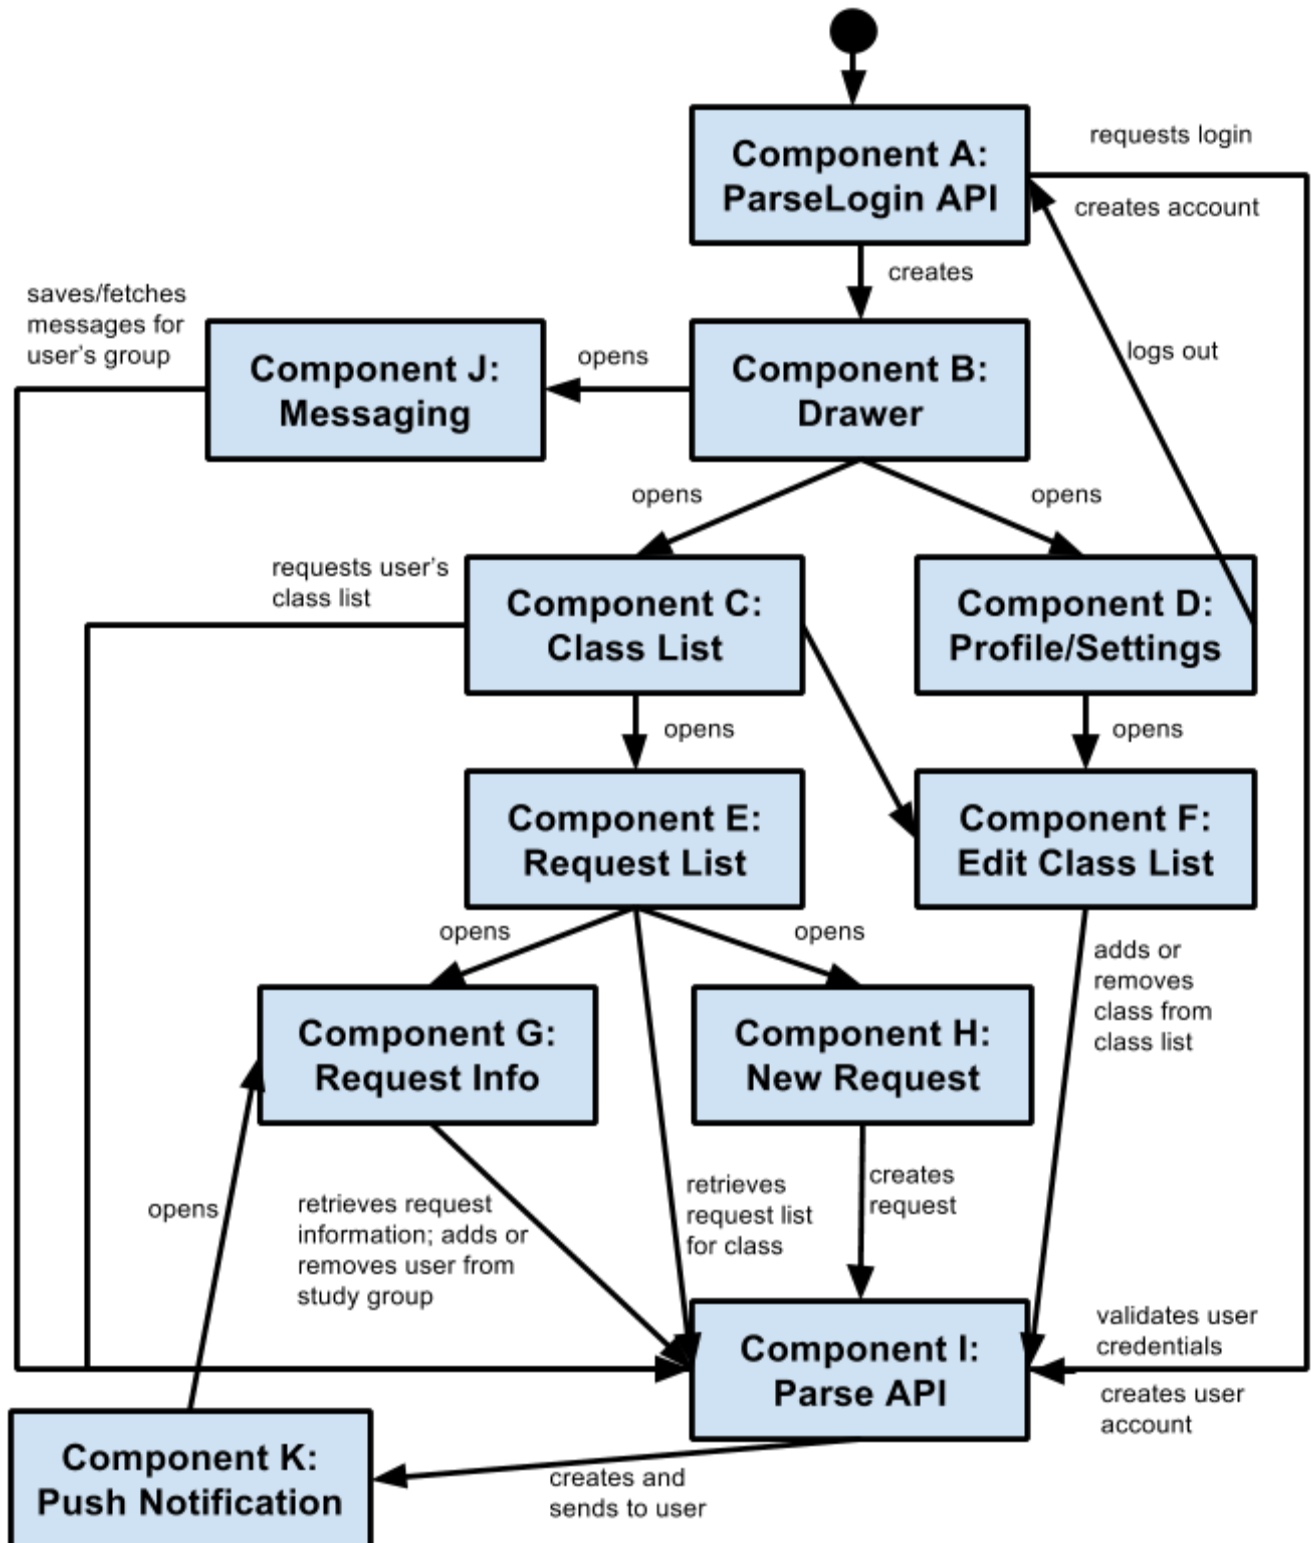 Component A:
ParseLogin API
requests login
creates account
creates
saves/fetches
messages for
user's group
Component J:
Messaging
opens
Component B:
Drawer
logs out
opens
opens
requests user's
class list
Component C:
Class List
Component D:
Profile/Settings
opens
opens
Component E:
Request List
Component F:
Edit Class List
opens
opens
adds or
removes
class from
class list
Component G:
Request Info
Component H:
New Request
opens
retrieves request
information; adds or
removes user from
study group
retrieves
request list
for class
creates
request
Component I:
Parse API
validates user
credentials
creates user
account
Component K:
Push Notification
creates and
sends to user